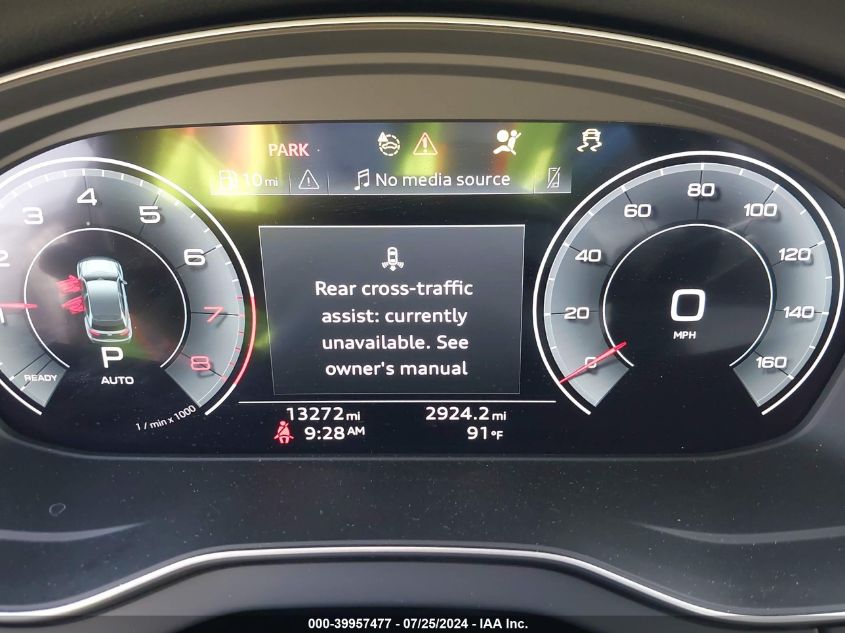 PARK
10 mi
No media source
1 2 3 4 5 6 7 8
READY
P
AUTO
1 / min x 1000
Rear cross-traffic
assist: currently
unavailable. See
owner's manual
0 20 40 60 80 100 120 140 160
0
MPH
13272 mi 2924.2 mi
9:28 AM 91 °F
000-39957477 - 07/25/2024 - IAA Inc.